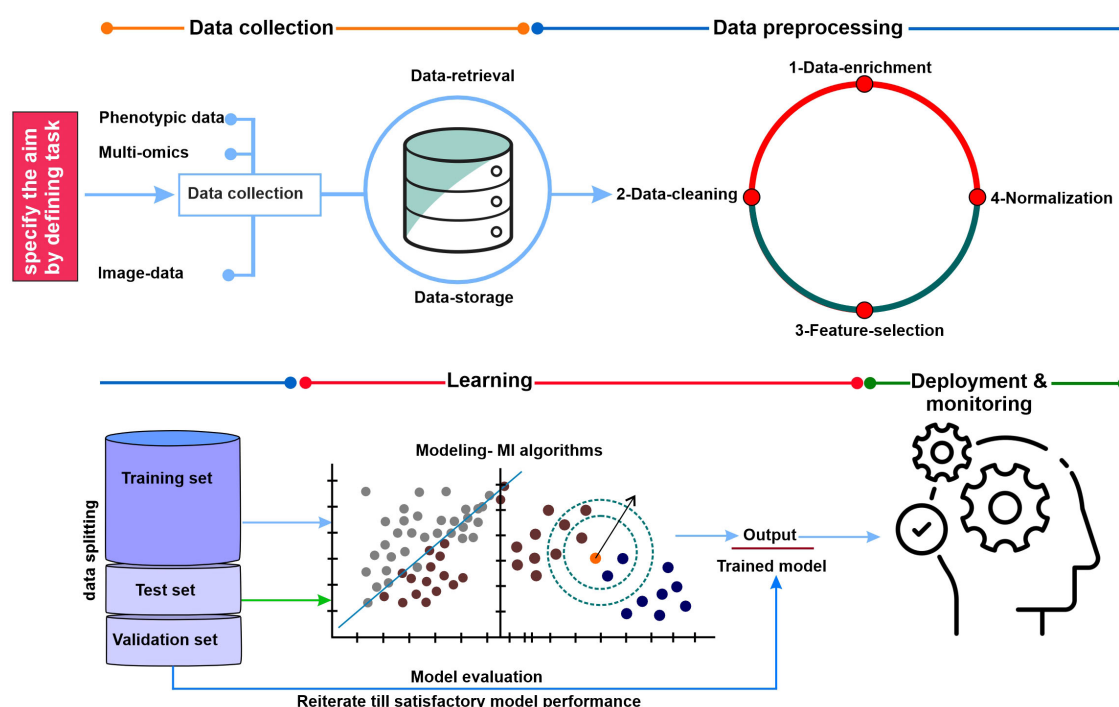 Data collection
Data preprocessing
specify the aim
by defining task
Phenotypic data
Multi-omics
Data collection
Image-data
Data-retrieval
Data-storage
1-Data-enrichment
2-Data-cleaning
4-Normalization
3-Feature-selection
Learning
Deployment &
monitoring
data splitting
Training set
Test set
Validation set
Modeling- MI algorithms
Output
Trained model
Model evaluation
Reiterate till satisfactory model performance